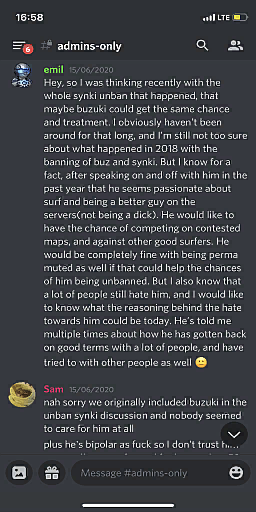 16:58
LTE
6
admins-only
emil 15/06/2020
Hey, so I was thinking recently with the
whole synki unban that happened, that
maybe buzuki could get the same chance
and treatment. I obviously haven't been
around for that long, and I'm still not too sure
about what happened in 2018 with the
banning of buz and synki. But I know for a
fact, after speaking on and off with him in the
past year that he seems passionate about
surf and being a better guy on the
servers(not being a dick). He would like to
have the chance of competing on contested
maps, and against other good surfers. He
would be completely fine with being perma
muted as well if that could help the chances
of him being unbanned. But I also know that
a lot of people still hate him, and I would like
to know what the reasoning behind the hate
towards him could be today. He's told me
multiple times about how he has gotten back
on good terms with a lot of people, and have
tried to with other people as well
Sam 15/06/2020
nah sorry we originally included buzuki in the
unban synki discussion and nobody seemed
to care for him at all
plus he's bipolar as fuck so I don't trust him
Message #admins-only